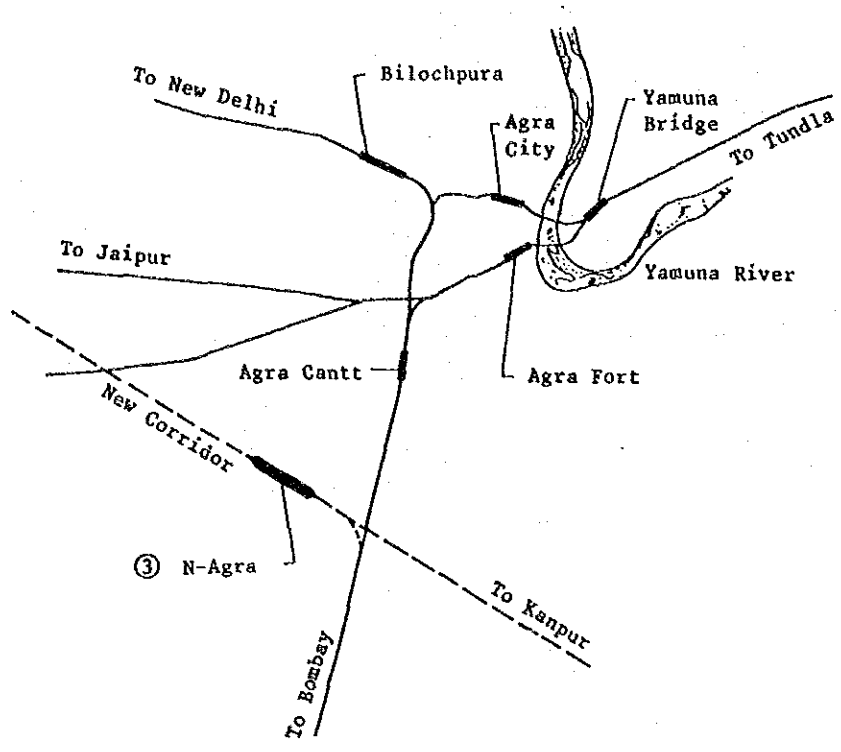 To New Delhi
Bilochpura
Agra
City
Yamuna
Bridge
To Tundla
To Jaipur
Yamuna River
Agra Cantt
Agra Fort
New Corridor
③ N-Agra
To Kanpur
To Bombay